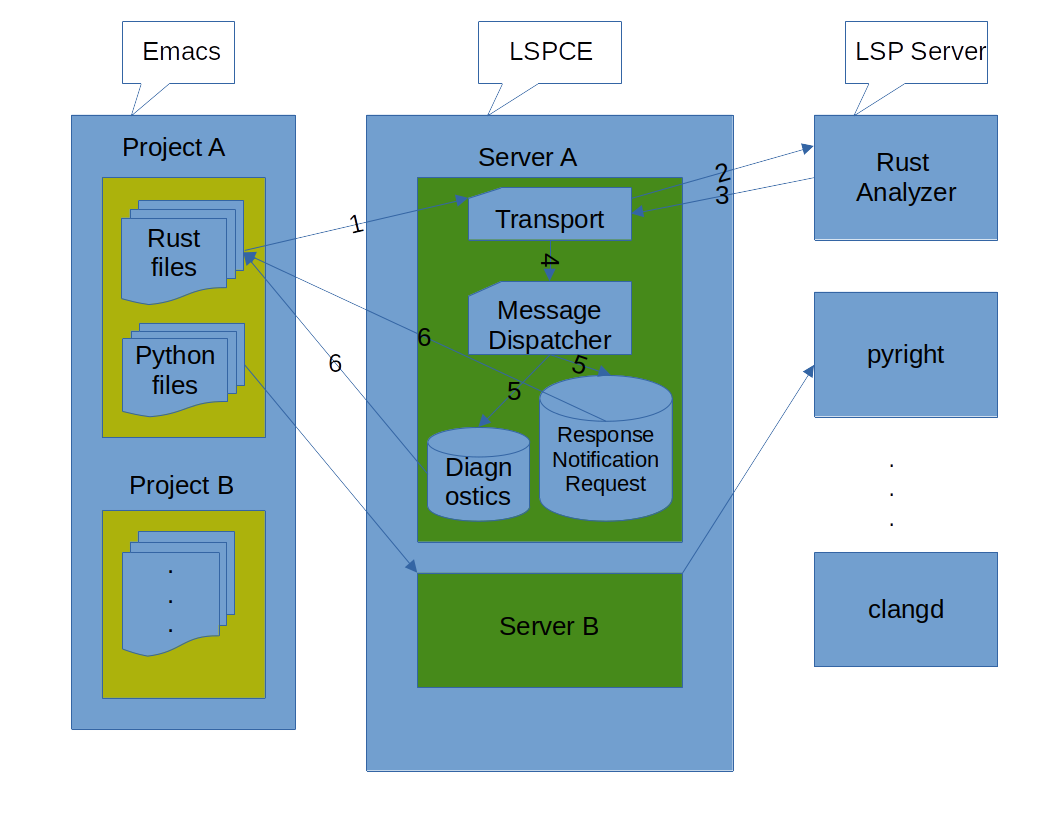 Emacs
LSPCE
LSP Server
Project A
Rust
files
Python
files
Project B
.
.
.
Server A
Transport
Message
Dispatcher
Diagn
ostics
Response
Notification
Request
Server B
1
2
3
4
5
5
6
6
Rust
Analyzer
pyright
.
.
.
clangd